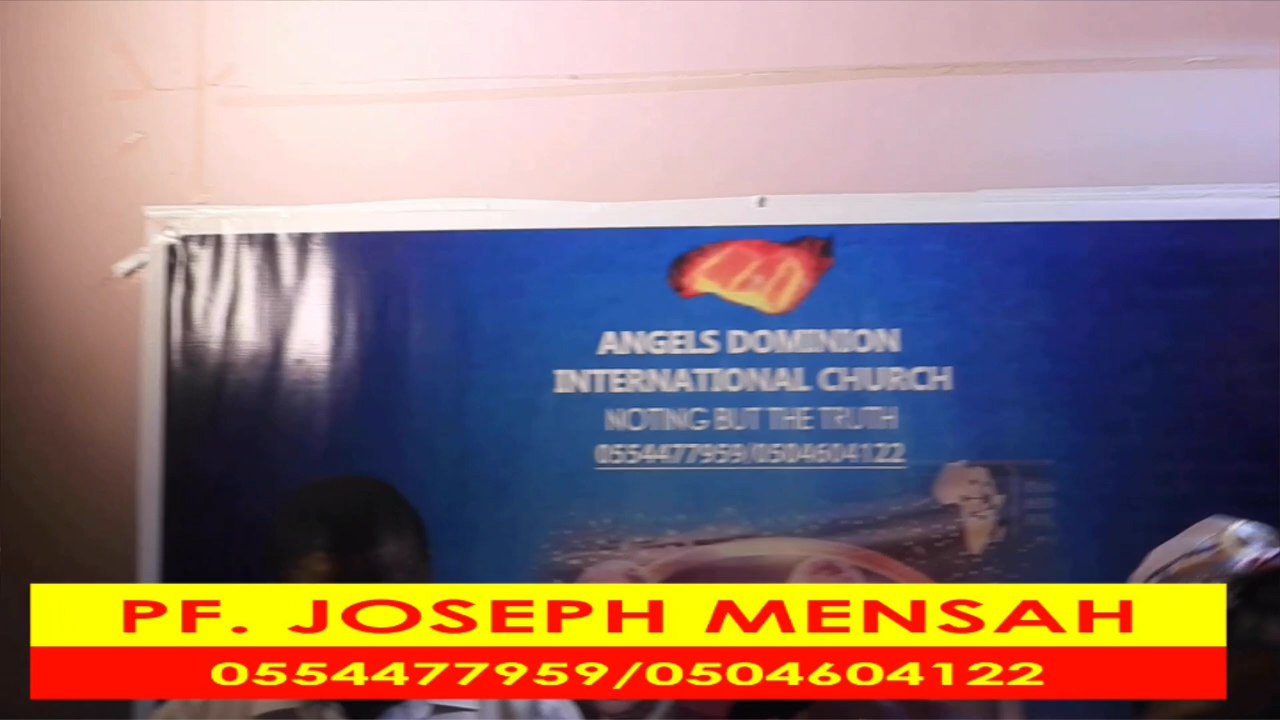 ANGELS DOMINION
INTERNATIONAL CHURCH
NOTING BUT THE TRUTH
0554477959/0504604122
PF. JOSEPH MENSAH
0554477959/0504604122